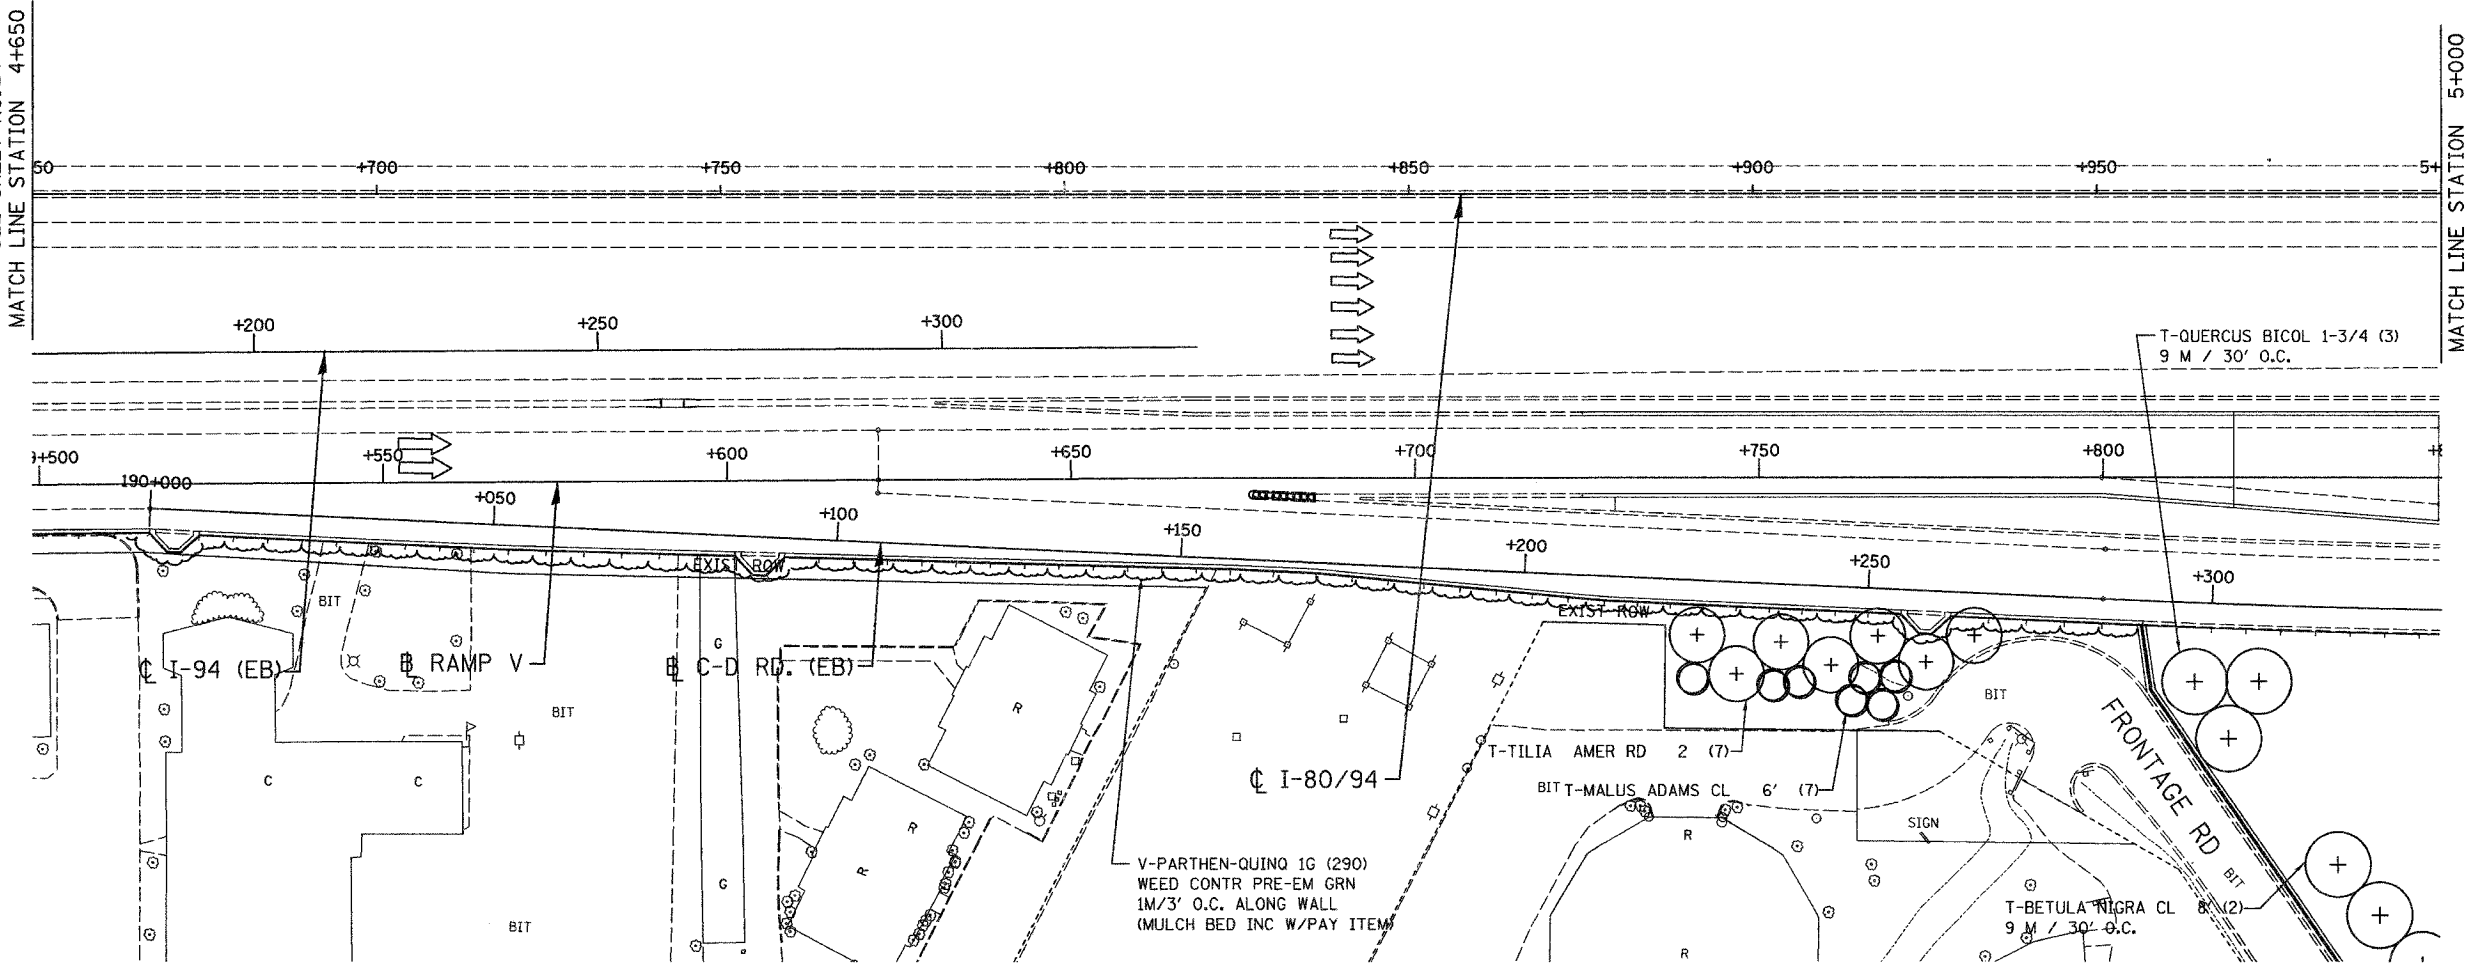 MATCH LINE STATION 4+650
MATCH LINE STATION 5+000
50
+700
+750
+800
+850
+900
+950
5+
+200
+250
+300
T-QUERCUS BICOL 1-3/4 (3)
9 M / 30' O.C.
+500
+550
+600
+650
+700
+750
+800
190+000
+050
+100
+150
+200
+250
+300
EXIST ROW
EXIST ROW
BIT
G
℄ I-94 (EB)
RAMP V
C-D RD. (EB)
R
BIT
BIT
FRONTAGE RD
T-TILIA AMER RD 2 (7)
℄ I-80/94
C
C
BIT
T-MALUS ADAMS CL 6' (7)
SIGN
R
R
R
V-PARTHEN-QUINQ 1G (290)
WEED CONTR PRE-EM GRN
1M/3' O.C. ALONG WALL
(MULCH BED INC W/PAY ITEM)
G
BIT
BIT
T-BETULA NIGRA CL 8' (2)
9 M / 30' O.C.
R